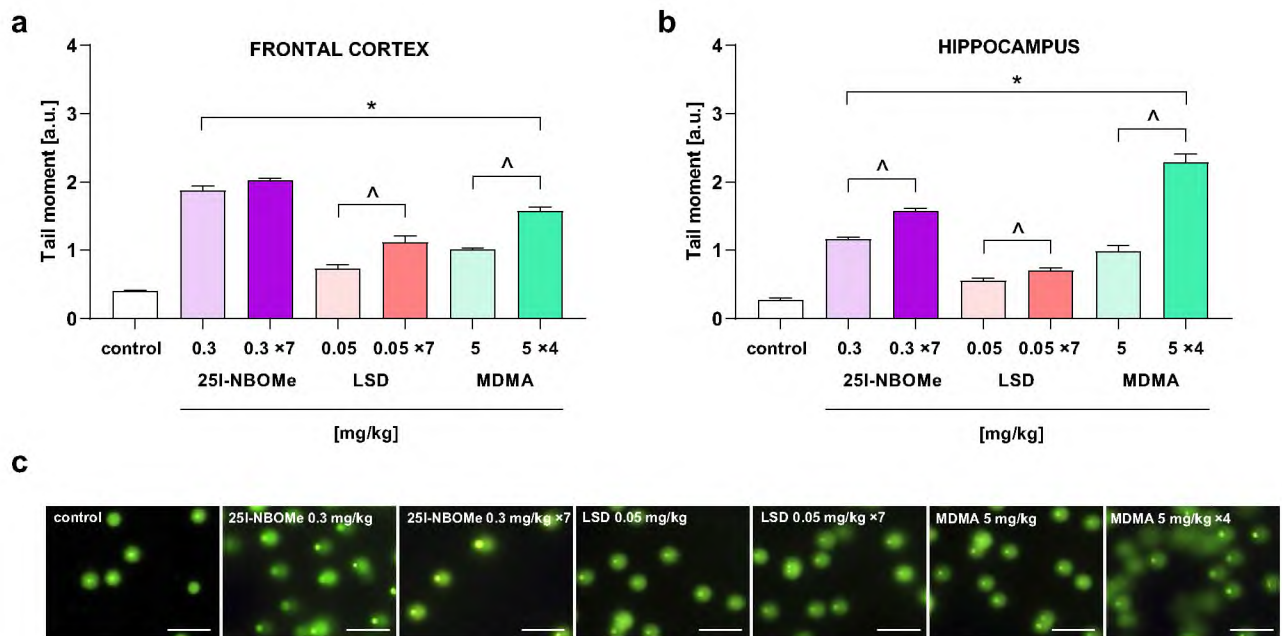 a
FRONTAL CORTEX
Tail moment [a.u.]
4
3
2
1
0
*
^
^
control 0.3 0.3 ×7 0.05 0.05 ×7 5 5 ×4
25I-NBOMe LSD MDMA
[mg/kg]
b
HIPPOCAMPUS
Tail moment [a.u.]
4
3
2
1
0
*
^
^
^
control 0.3 0.3 ×7 0.05 0.05 ×7 5 5 ×4
25I-NBOMe LSD MDMA
[mg/kg]
c
control
25I-NBOMe 0.3 mg/kg
25I-NBOMe 0.3 mg/kg ×7
LSD 0.05 mg/kg
LSD 0.05 mg/kg ×7
MDMA 5 mg/kg
MDMA 5 mg/kg ×4